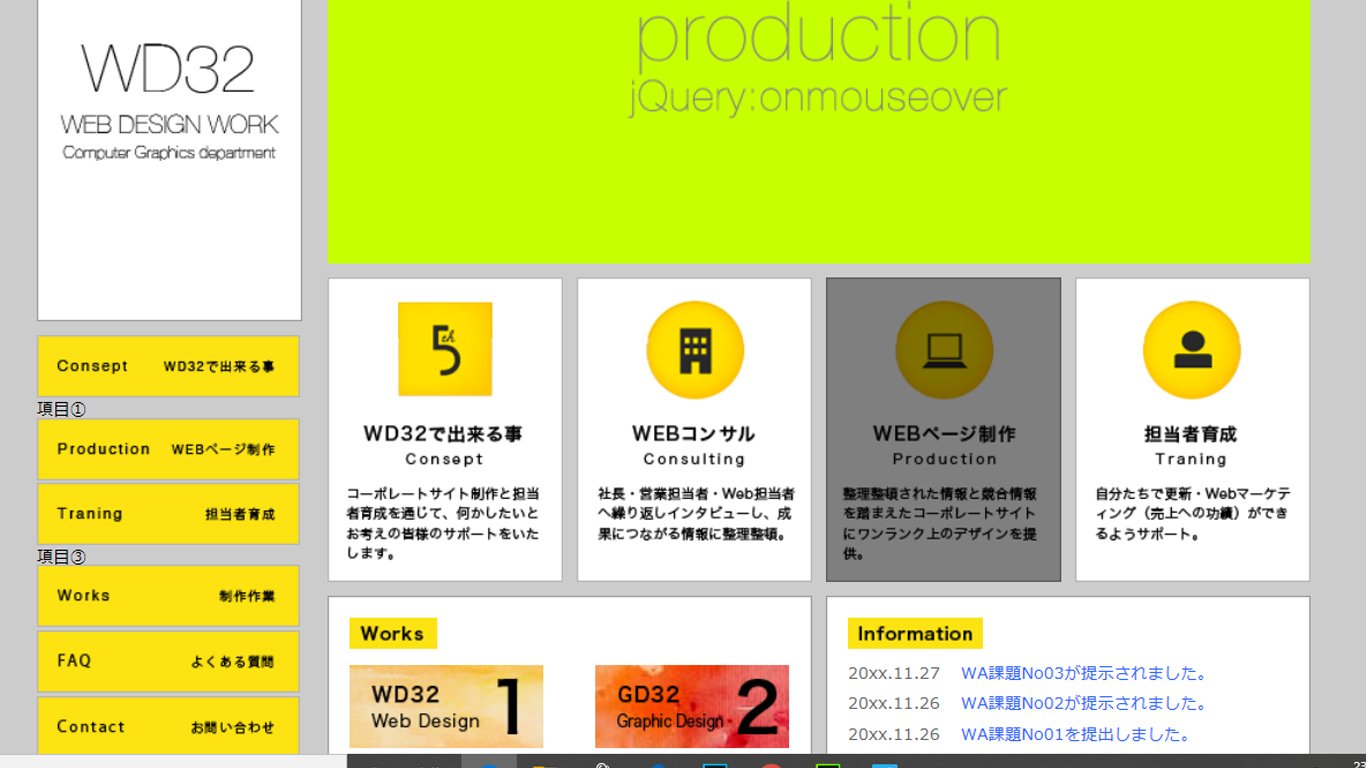 WD32
WEB DESIGN WORK
Computer Graphics department
Consept WD32で出来る事
項目①
Production WEBページ制作
Traning 担当者育成
項目③
Works 制作作業
FAQ よくある質問
Contact お問い合わせ
production
jQuery:onmouseover
5th
WD32で出来る事
Consept
コーポレートサイト制作と担当
者育成を通じて、何かしたいと
お考えの皆様のサポートをいた
します。
WEBコンサル
Consulting
社長・営業担当者・Web担当者
へ繰り返しインタビューし、成
果につながる情報に整理整頓。
WEBページ制作
Production
整理整頓された情報と競合情報
を踏まえたコーポレートサイト
にワンランク上のデザインを提
供。
担当者育成
Traning
自分たちで更新・Webマーケテ
ィング（売上への功績）ができ
るようサポート。
Works
WD32
Web Design
1
GD32
Graphic Design
2
Information
20xx.11.27 WA課題No03が提示されました。
20xx.11.26 WA課題No02が提示されました。
20xx.11.26 WA課題No01を提出しました。